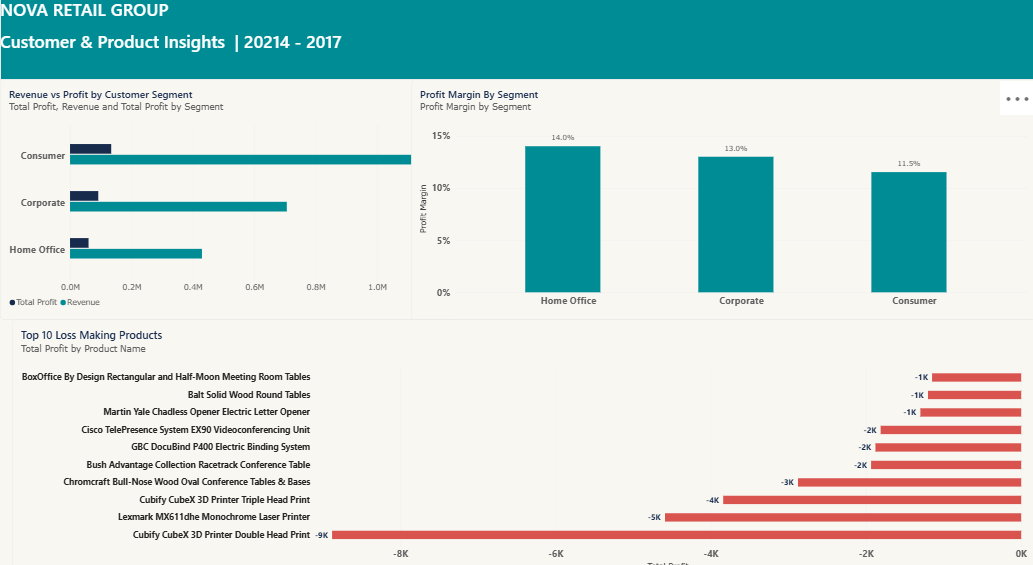 NOVA RETAIL GROUP
Customer & Product Insights | 20214 - 2017
Revenue vs Profit by Customer Segment
Total Profit, Revenue and Total Profit by Segment
Consumer
Corporate
Home Office
0.0M 0.2M 0.4M 0.6M 0.8M 1.0M
Total Profit Revenue
Profit Margin By Segment
Profit Margin by Segment
Profit Margin
15%
10%
5%
0%
14.0% 13.0% 11.5%
Home Office Corporate Consumer
Top 10 Loss Making Products
Total Profit by Product Name
BoxOffice By Design Rectangular and Half-Moon Meeting Room Tables -1K
Balt Solid Wood Round Tables -1K
Martin Yale Chadless Opener Electric Letter Opener -1K
Cisco TelePresence System EX90 Videoconferencing Unit -2K
GBC DocuBind P400 Electric Binding System -2K
Bush Advantage Collection Racetrack Conference Table -2K
Chromcraft Bull-Nose Wood Oval Conference Tables & Bases -3K
Cubify CubeX 3D Printer Triple Head Print -4K
Lexmark MX611dhe Monochrome Laser Printer -5K
Cubify CubeX 3D Printer Double Head Print -9K
-8K -6K -4K -2K 0K
Total Profit